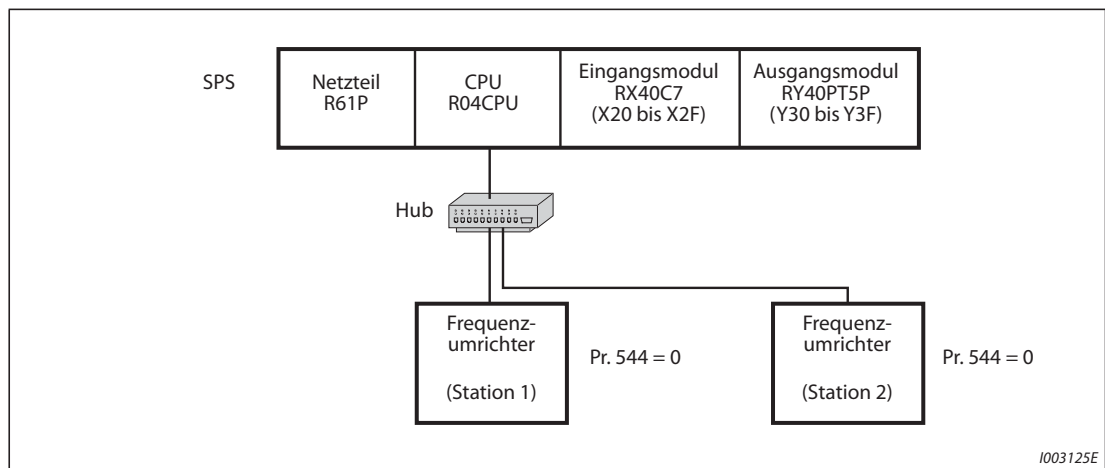 SPS
Netzteil
R61P
CPU
R04CPU
Eingangsmodul
RX40C7
(X20 bis X2F)
Ausgangsmodul
RY40PT5P
(Y30 bis Y3F)
Hub
Frequenz-
umrichter
(Station 1)
Pr. 544 = 0
Frequenz-
umrichter
(Station 2)
Pr. 544 = 0
I003125E